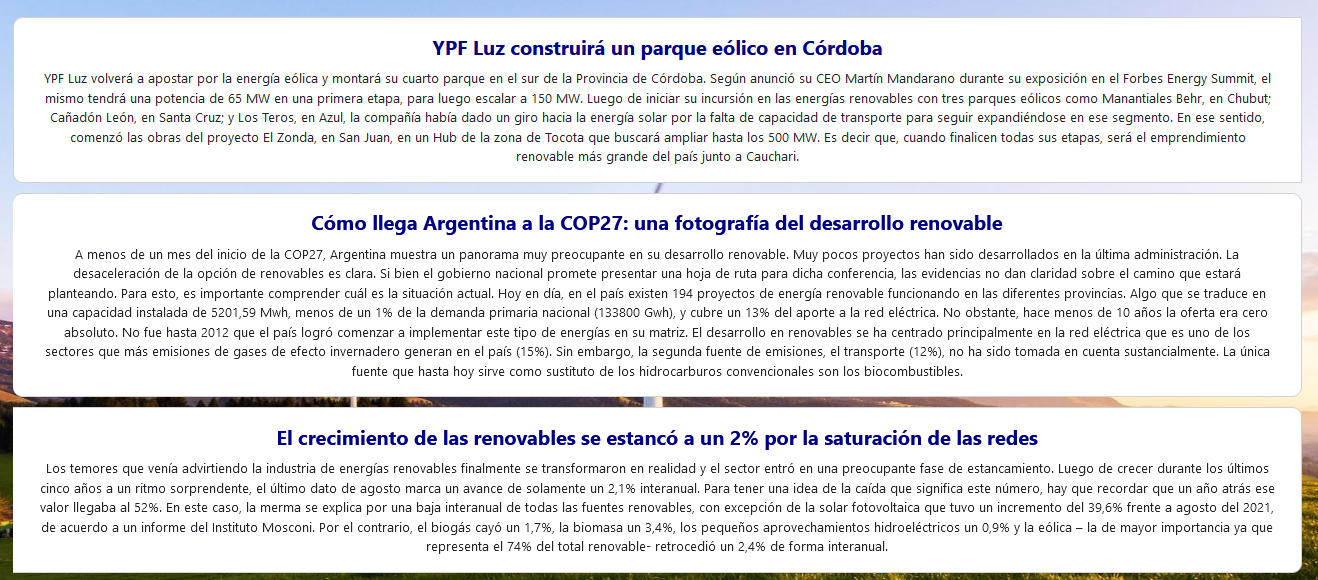 YPF Luz construirá un parque eólico en Córdoba
YPF Luz volverá a apostar por la energía eólica y montará su cuarto parque en el sur de la Provincia de Córdoba. Según anunció su CEO Martín Mandarano durante su exposición en el Forbes Energy Summit, el
mismo tendrá una potencia de 65 MW en una primera etapa, para luego escalar a 150 MW. Luego de iniciar su incursión en las energías renovables con tres parques eólicos como Manantiales Behr, en Chubut;
Cañadón León, en Santa Cruz; y Los Teros, en Azul, la compañía había dado un giro hacia la energía solar por la falta de capacidad de transporte para seguir expandiéndose en ese segmento. En ese sentido,
comenzó las obras del proyecto El Zonda, en San Juan, en un Hub de la zona de Tocota que buscará ampliar hasta los 500 MW. Es decir que, cuando finalicen todas sus etapas, será el emprendimiento
renovable más grande del país junto a Cauchari.
Cómo llega Argentina a la COP27: una fotografía del desarrollo renovable
A menos de un mes del inicio de la COP27, Argentina muestra un panorama muy preocupante en su desarrollo renovable. Muy pocos proyectos han sido desarrollados en la última administración. La
desaceleración de la opción de renovables es clara. Si bien el gobierno nacional promete presentar una hoja de ruta para dicha conferencia, las evidencias no dan claridad sobre el camino que estará
planteando. Para esto, es importante comprender cuál es la situación actual. Hoy en día, en el país existen 194 proyectos de energía renovable funcionando en las diferentes provincias. Algo que se traduce en
una capacidad instalada de 5201,59 Mwh, menos de un 1% de la demanda primaria nacional (133800 Gwh), y cubre un 13% del aporte a la red eléctrica. No obstante, hace menos de 10 años la oferta era cero
absoluto. No fue hasta 2012 que el país logró comenzar a implementar este tipo de energías en su matriz. El desarrollo en renovables se ha centrado principalmente en la red eléctrica que es uno de los
sectores que más emisiones de gases de efecto invernadero generan en el país (15%). Sin embargo, la segunda fuente de emisiones, el transporte (12%), no ha sido tomada en cuenta sustancialmente. La única
fuente que hasta hoy sirve como sustituto de los hidrocarburos convencionales son los biocombustibles.
El crecimiento de las renovables se estancó a un 2% por la saturación de las redes
Los temores que venía advirtiendo la industria de energías renovables finalmente se transformaron en realidad y el sector entró en una preocupante fase de estancamiento. Luego de crecer durante los últimos
cinco años a un ritmo sorprendente, el último dato de agosto marca un avance de solamente un 2,1% interanual. Para tener una idea de la caída que significa este número, hay que recordar que un año atrás ese
valor llegaba al 52%. En este caso, la merma se explica por una baja interanual de todas las fuentes renovables, con excepción de la solar fotovoltaica que tuvo un incremento del 39,6% frente a agosto del 2021,
de acuerdo a un informe del Instituto Mosconi. Por el contrario, el biogás cayó un 1,7%, la biomasa un 3,4%, los pequeños aprovechamientos hidroeléctricos un 0,9% y la eólica – la de mayor importancia ya que
representa el 74% del total renovable- retrocedió un 2,4% de forma interanual.